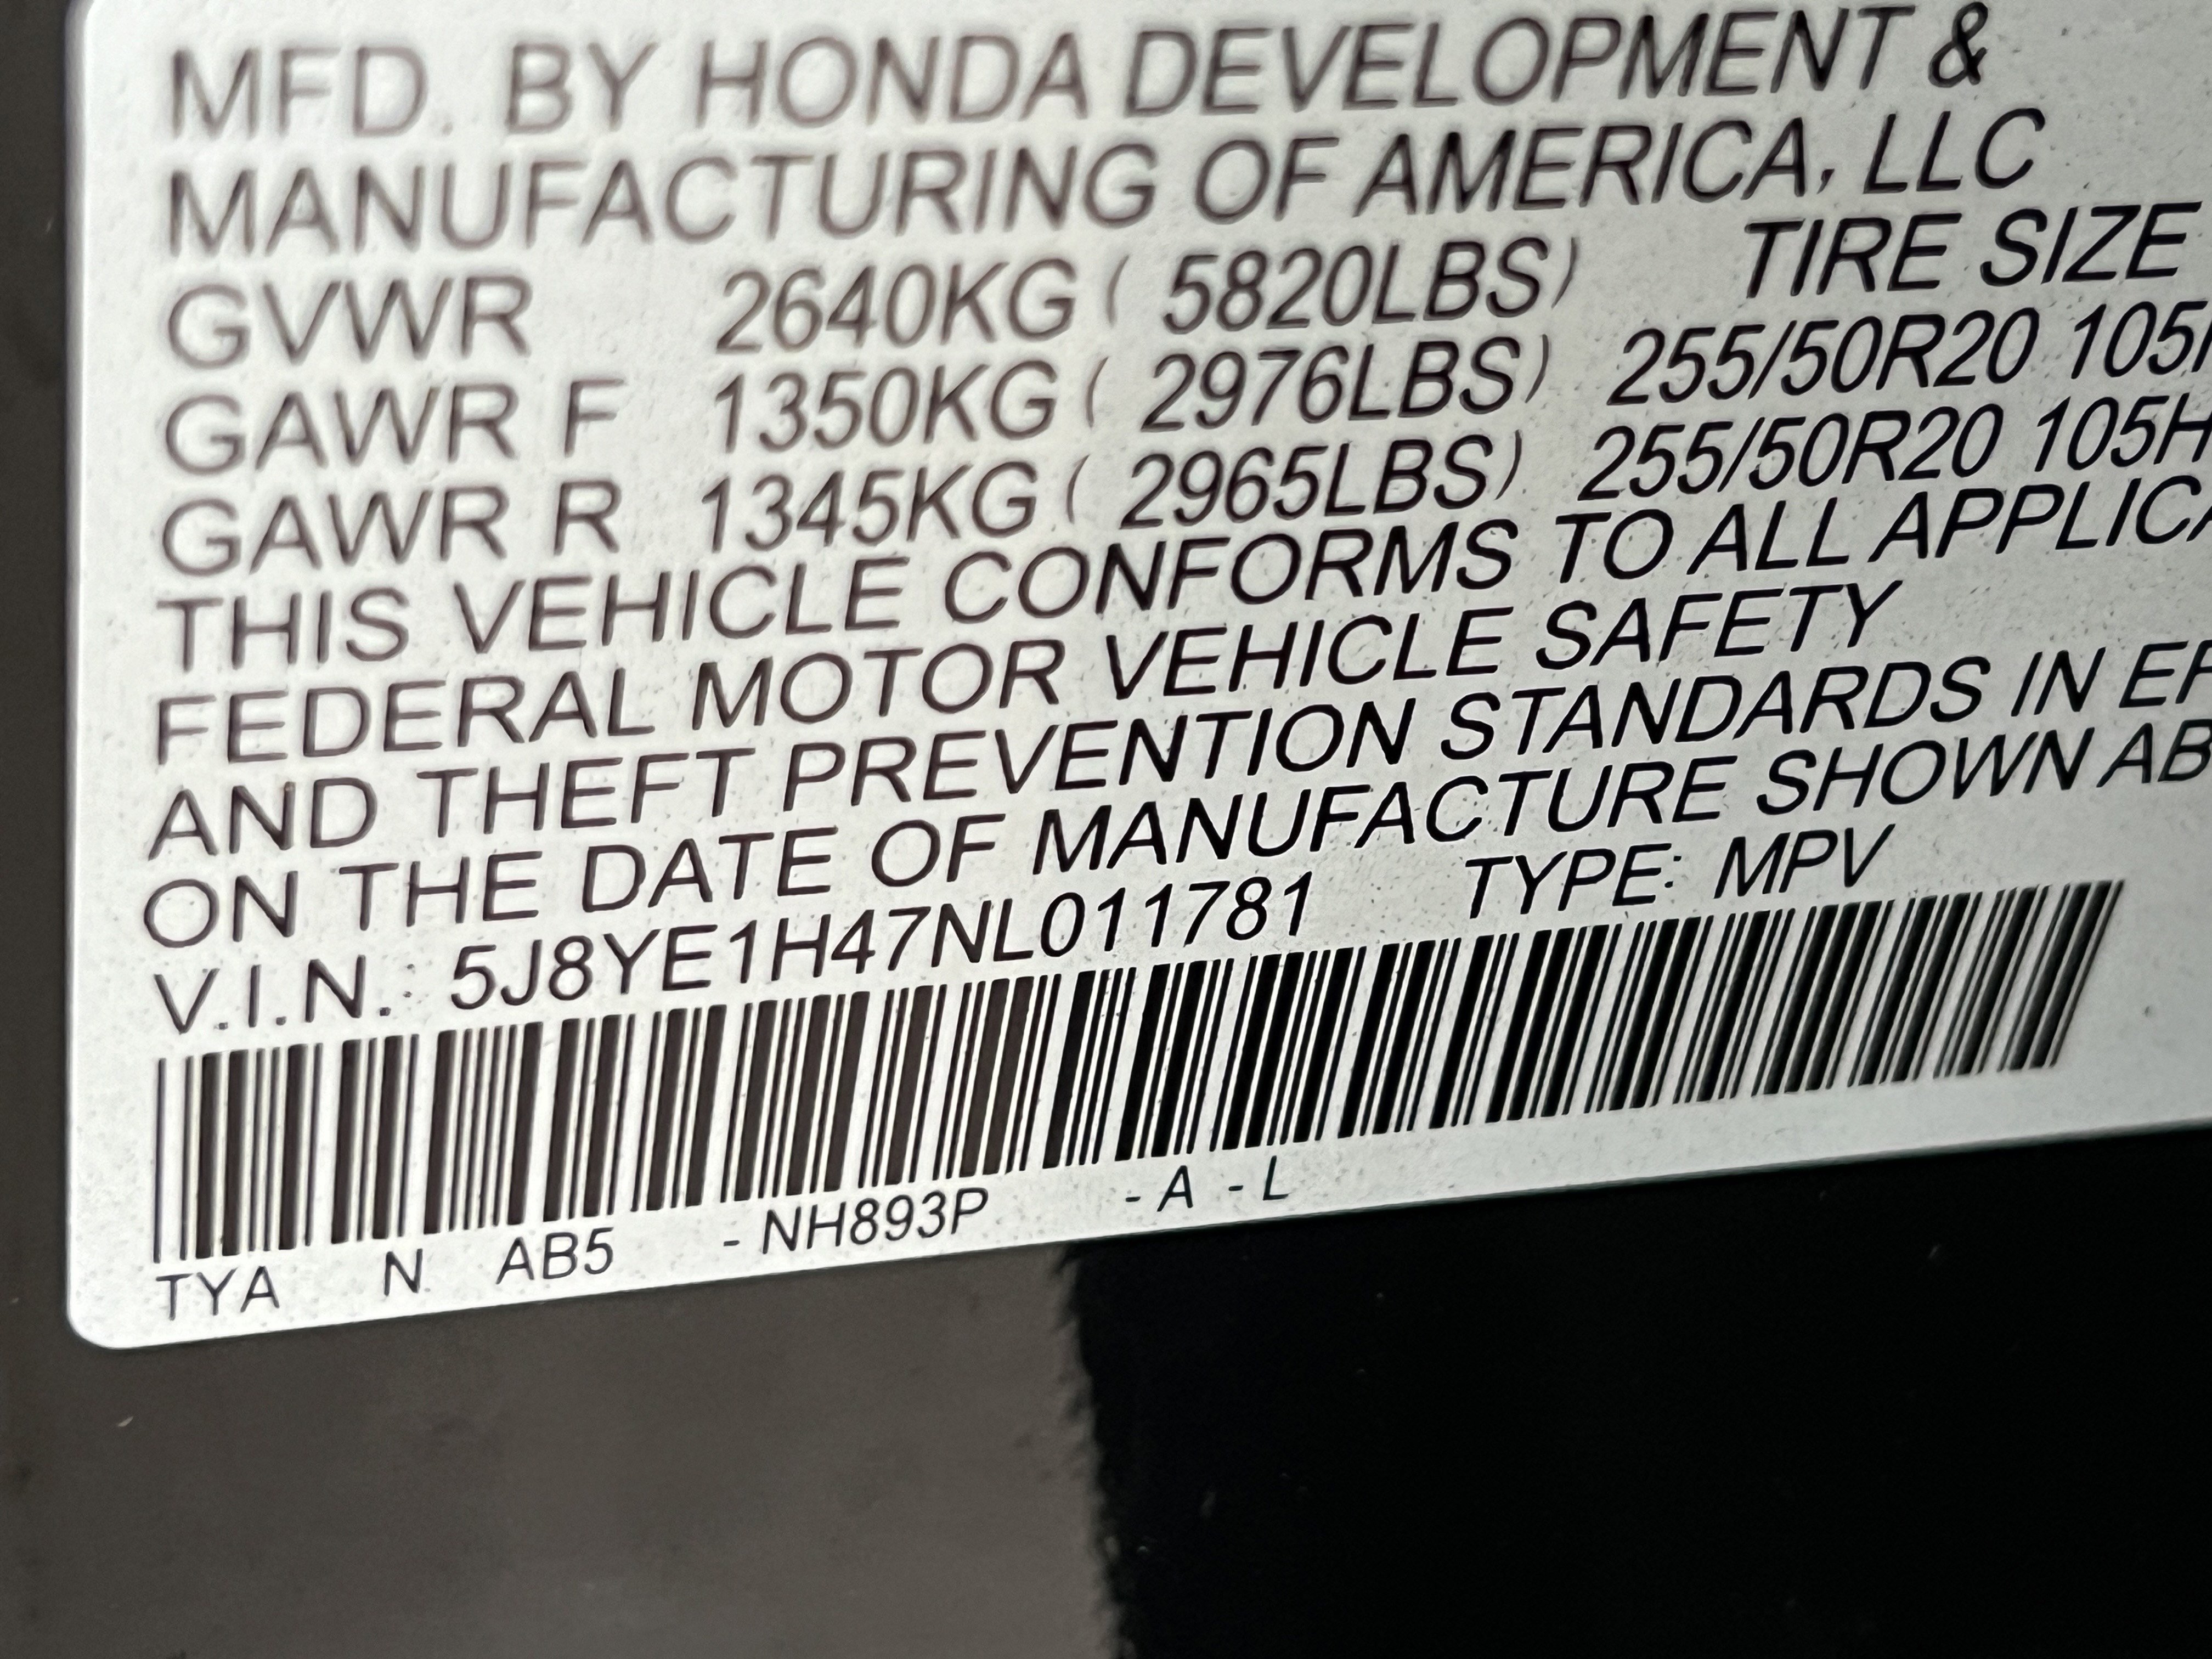 MFD. BY HONDA DEVELOPMENT &
MANUFACTURING OF AMERICA, LLC
GVWR 2640KG ( 5820LBS) TIRE SIZE
GAWR F 1350KG ( 2976LBS) 255/50R20
GAWR R 1345KG ( 2965LBS) 255/50R20 105H
THIS VEHICLE CONFORMS TO ALL
FEDERAL MOTOR VEHICLE SAFETY
AND THEFT PREVENTION STANDARDS IN
ON THE DATE OF MANUFACTURE SHOWN
V.I.N.: 5J8YE1H47NL011781 TYPE: MPV
TYA N AB5 - NH893P - A - L